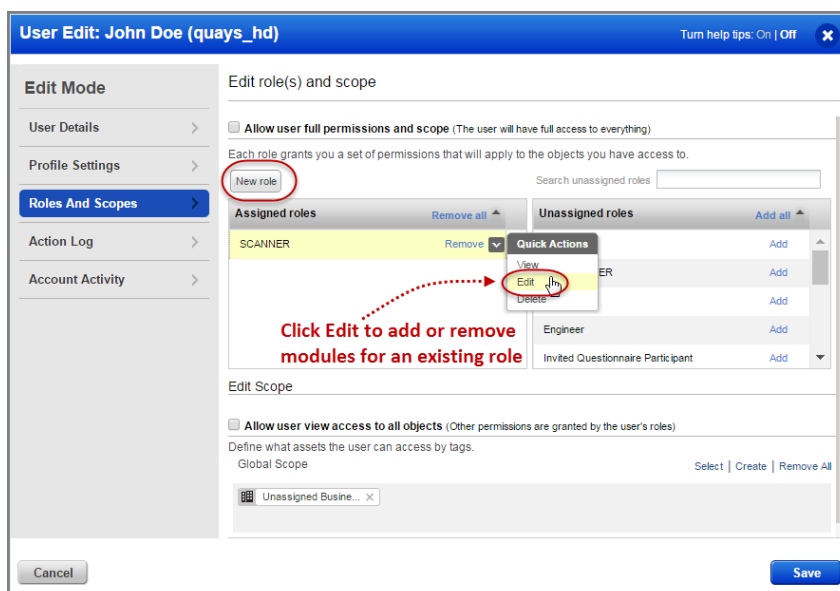 User Edit: John Doe (quays_hd)
Turn help tips: On | Off
Edit Mode
User Details
Profile Settings
Roles And Scopes
Action Log
Account Activity
Edit role(s) and scope
Allow user full permissions and scope (The user will have full access to everything)
Each role grants you a set of permissions that will apply to the objects you have access to.
New role
Search unassigned roles
Assigned roles
Remove all
Unassigned roles
Add all
SCANNER
Remove
Quick Actions
View
Edit
Delete
Add
ER
Add
Add
Engineer
Add
Invited Questionnaire Participant
Add
Click Edit to add or remove
modules for an existing role
Edit Scope
Allow user view access to all objects (Other permissions are granted by the user's roles)
Define what assets the user can access by tags.
Global Scope
Select | Create | Remove All
Unassigned Busine...
Cancel
Save